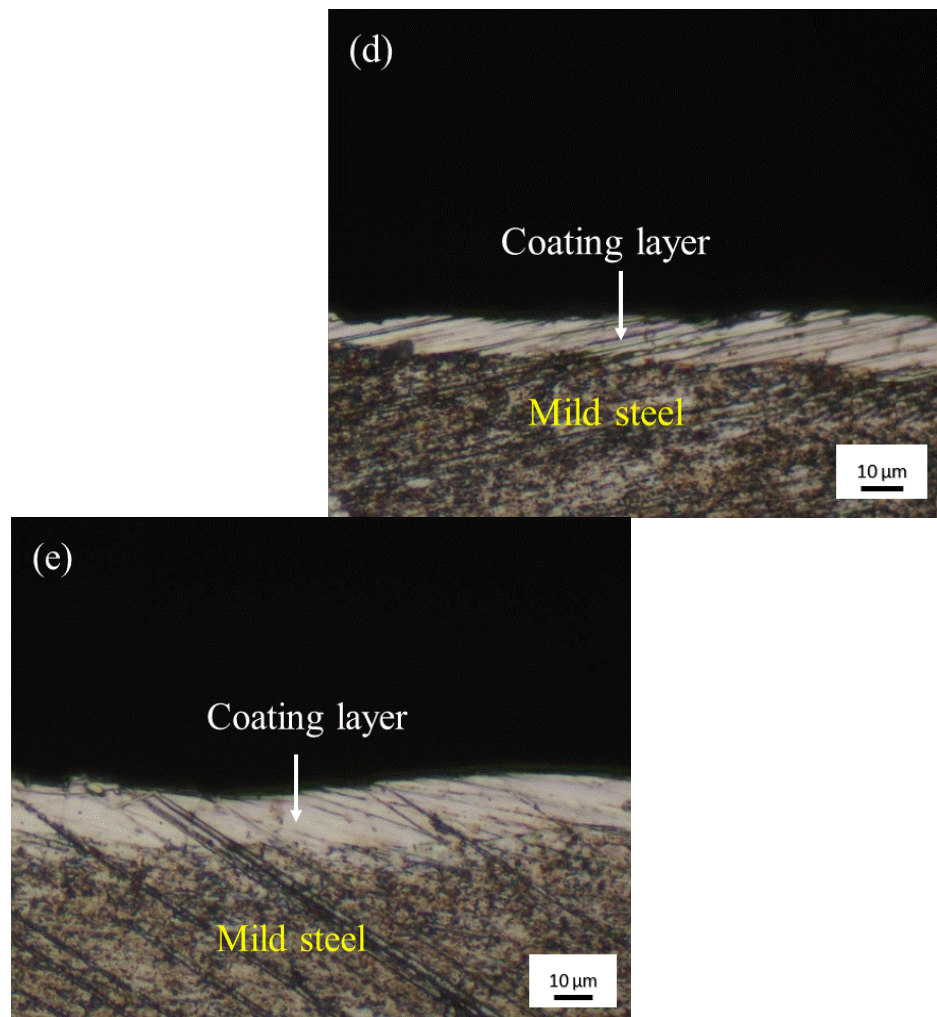 (d)
Coating layer
Mild steel
10 µm
(e)
Coating layer
Mild steel
10 µm